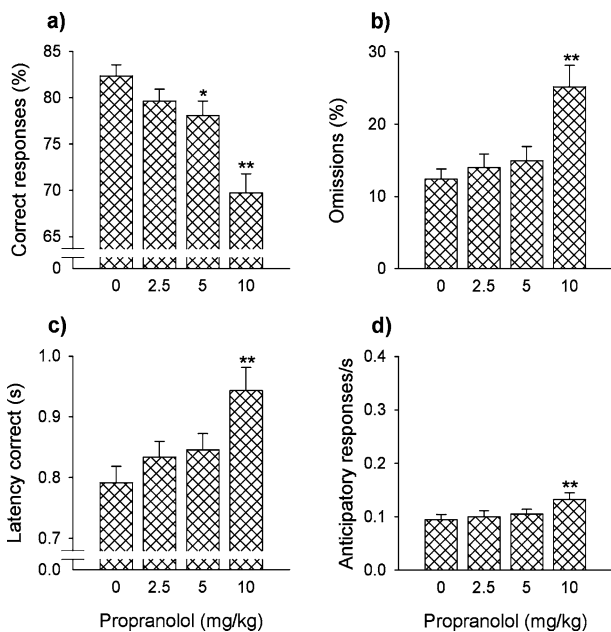 a)
Correct responses (%)
85
80
75
70
65
0
*
**
0 2.5 5 10
b)
Omissions (%)
30
20
10
0
**
0 2.5 5 10
c)
Latency correct (s)
1.0
0.9
0.8
0.7
0.0
**
0 2.5 5 10
Propranolol (mg/kg)
d)
Anticipatory responses/s
0.4
0.3
0.2
0.1
0.0
**
0 2.5 5 10
Propranolol (mg/kg)